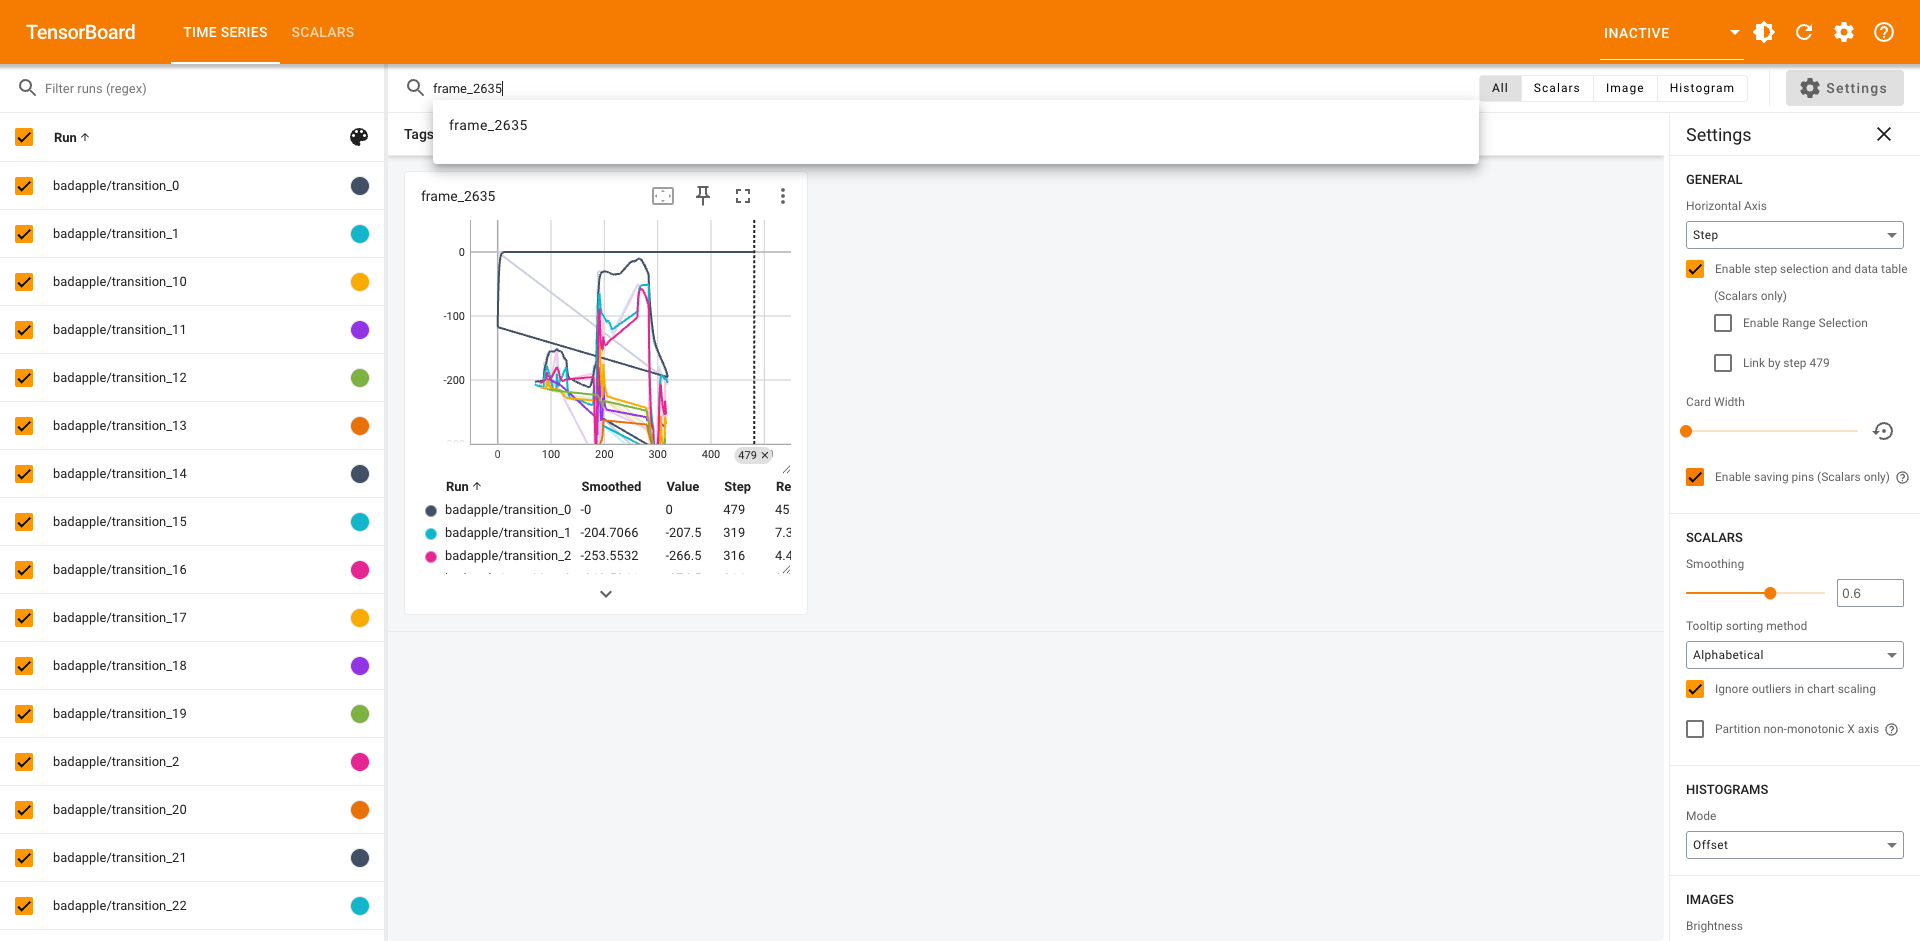 TensorBoard TIME SERIES SCALARS INACTIVE
Filter runs (regex)
frame_2635
All Scalars Image Histogram
Settings
frame_2635
Tags
Run
badapple/transition_0
badapple/transition_1
badapple/transition_10
badapple/transition_11
badapple/transition_12
badapple/transition_13
badapple/transition_14
badapple/transition_15
badapple/transition_16
badapple/transition_17
badapple/transition_18
badapple/transition_19
badapple/transition_2
badapple/transition_20
badapple/transition_21
badapple/transition_22
frame_2635
0
-100
-200
0 100 200 300 400 479
Run Smoothed Value Step Re
badapple/transition_0 -0 0 479 45.
badapple/transition_1 -204.7066 -207.5 319 7.3
badapple/transition_2 -253.5532 -266.5 316 4.4
Settings
GENERAL
Horizontal Axis
Step
Enable step selection and data table
(Scalars only)
Enable Range Selection
Link by step 479
Card Width
Enable saving pins (Scalars only)
SCALARS
Smoothing
0.6
Tooltip sorting method
Alphabetical
Ignore outliers in chart scaling
Partition non-monotonic X axis
HISTOGRAMS
Mode
Offset
IMAGES
Brightness